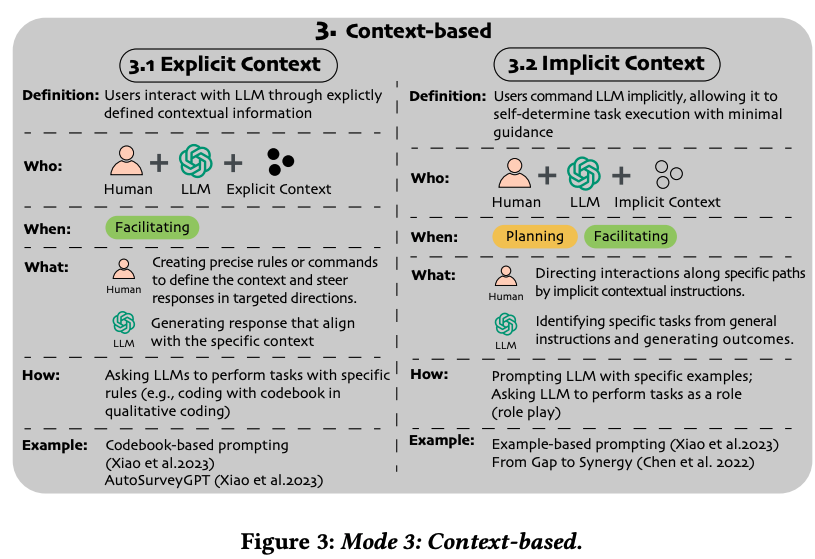 3. Context-based
3.1 Explicit Context
Definition: Users interact with LLM through explictly
defined contextual information
Who:
Human LLM Explicit Context
When: Facilitating
What: Creating precise rules or commands
to define the context and steer
responses in targeted directions.
Human
Generating response that align
with the specific context
LLM
How: Asking LLMs to perform tasks with specific
rules (e.g., coding with codebook in
qualitative coding)
Example: Codebook-based prompting
(Xiao et al.2023)
AutoSurveyGPT (Xiao et al.2023)
3.2 Implicit Context
Definition: Users command LLM implicitly, allowing it to
self-determine task execution with minimal
guidance
Who:
Human LLM Implicit Context
When: Planning Facilitating
What: Directing interactions along specific paths
by implicit contextual instructions.
Human
Identifying specific tasks from general
instructions and generating outcomes.
LLM
How: Prompting LLM with specific examples;
Asking LLM to perform tasks as a role
(role play)
Example: Example-based prompting (Xiao et al.2023)
From Gap to Synergy (Chen et al. 2022)
Figure 3: Mode 3: Context-based.